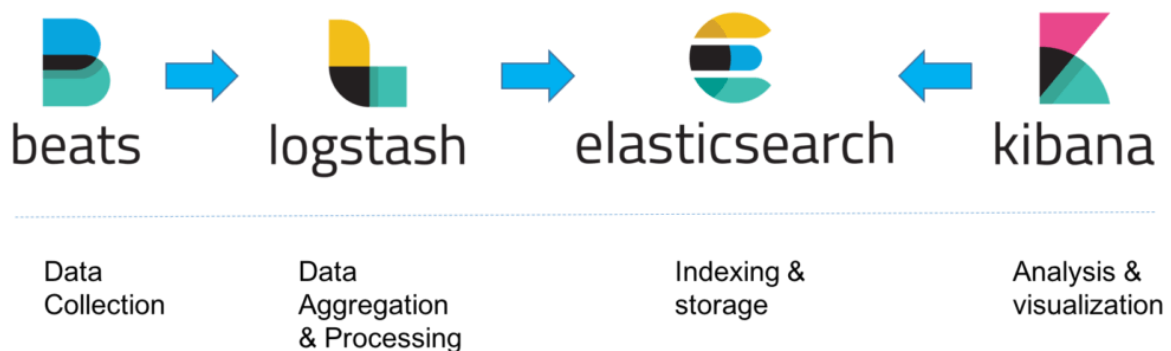 beats
logstash
elasticsearch
kibana
Data
Collection
Data
Aggregation
& Processing
Indexing &
storage
Analysis &
visualization